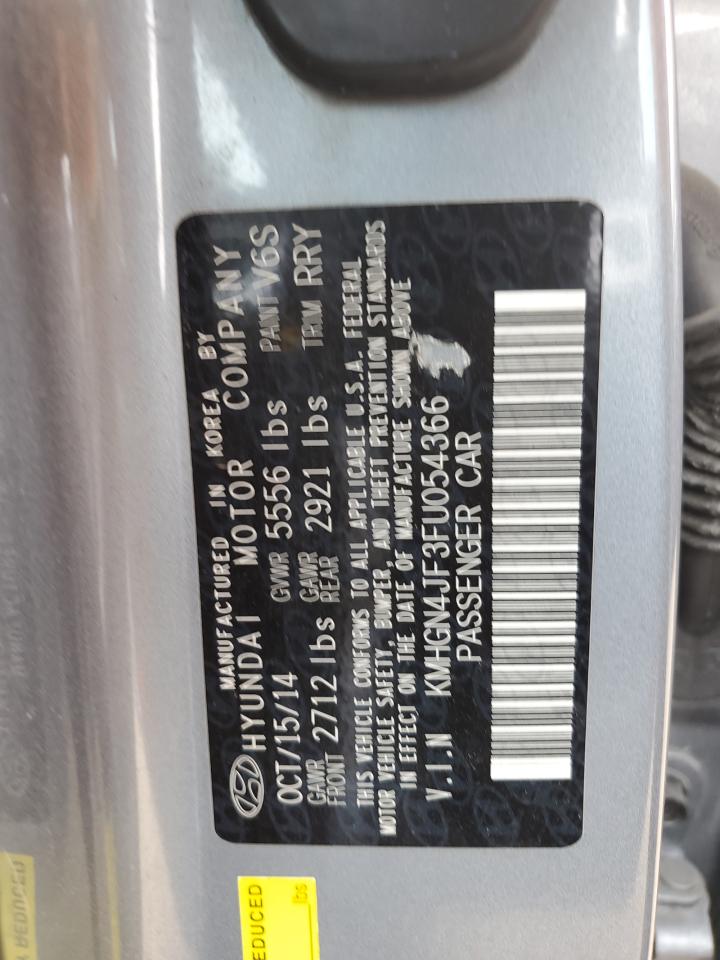 MANUFACTURED IN KOREA BY
HYUNDAI MOTOR COMPANY
OCT/15/14 GVWR 5556 lbs PAINT V6S
GAWR FRONT 2712 lbs GAWR REAR 2921 lbs TRIM RRY
THIS VEHICLE CONFORMS TO ALL APPLICABLE U.S.A. FEDERAL
MOTOR VEHICLE SAFETY, BUMPER, AND THEFT PREVENTION STANDARDS
IN EFFECT ON THE DATE OF MANUFACTURE SHOWN ABOVE
V.I.N KMHGN4JF3FU054366
PASSENGER CAR
EDUCED
lbs